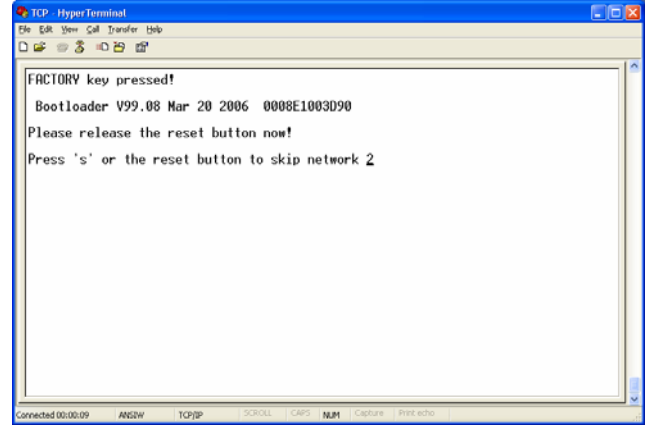 TCP - HyperTerminal
File Edit View Call Transfer Help
FACTORY key pressed!
Bootloader V99.08 Mar 20 2006 0008E1003D90
Please release the reset button now!
Press 's' or the reset button to skip network 2
Connected 00:00:09 ANSIW TCP/IP SCROLL CAPS NUM Capture Print echo